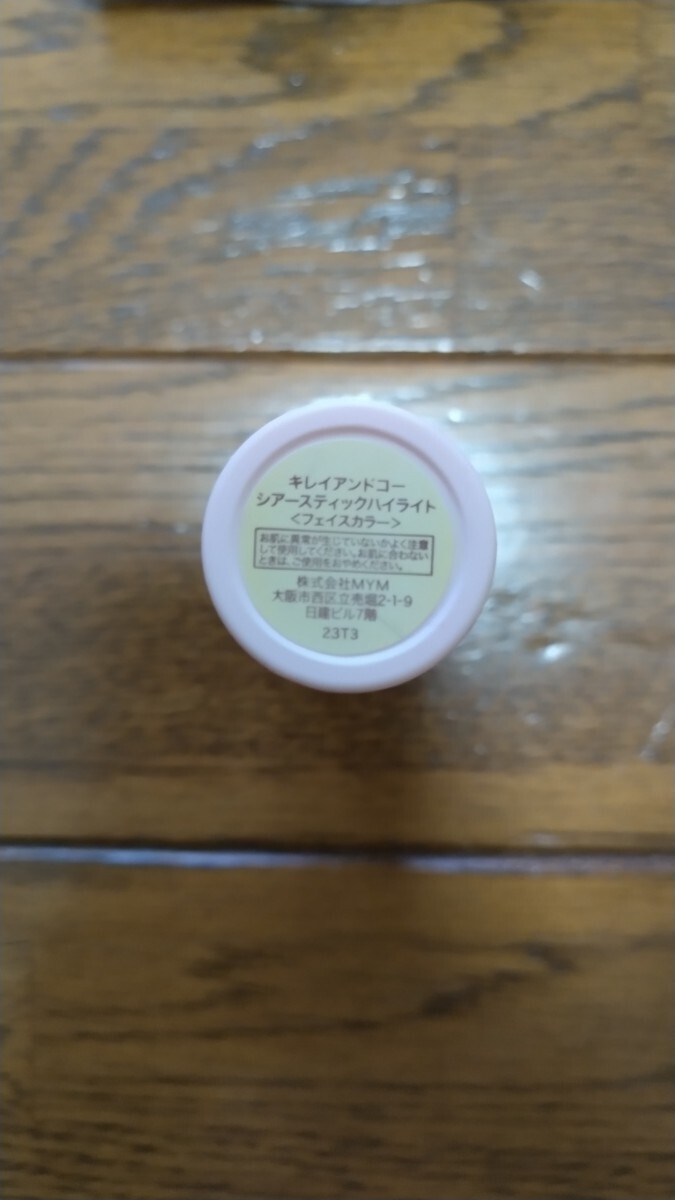 キレイアンドコー
シアースティックハイライト
<フェイスカラー>
お肌に異常が生じていないかよく注意
して使用してください。お肌に合わない
ときは、ご使用をおやめください。
株式会社MYM
大阪市西区立売堀2-1-9
日建ビル7階
23T3